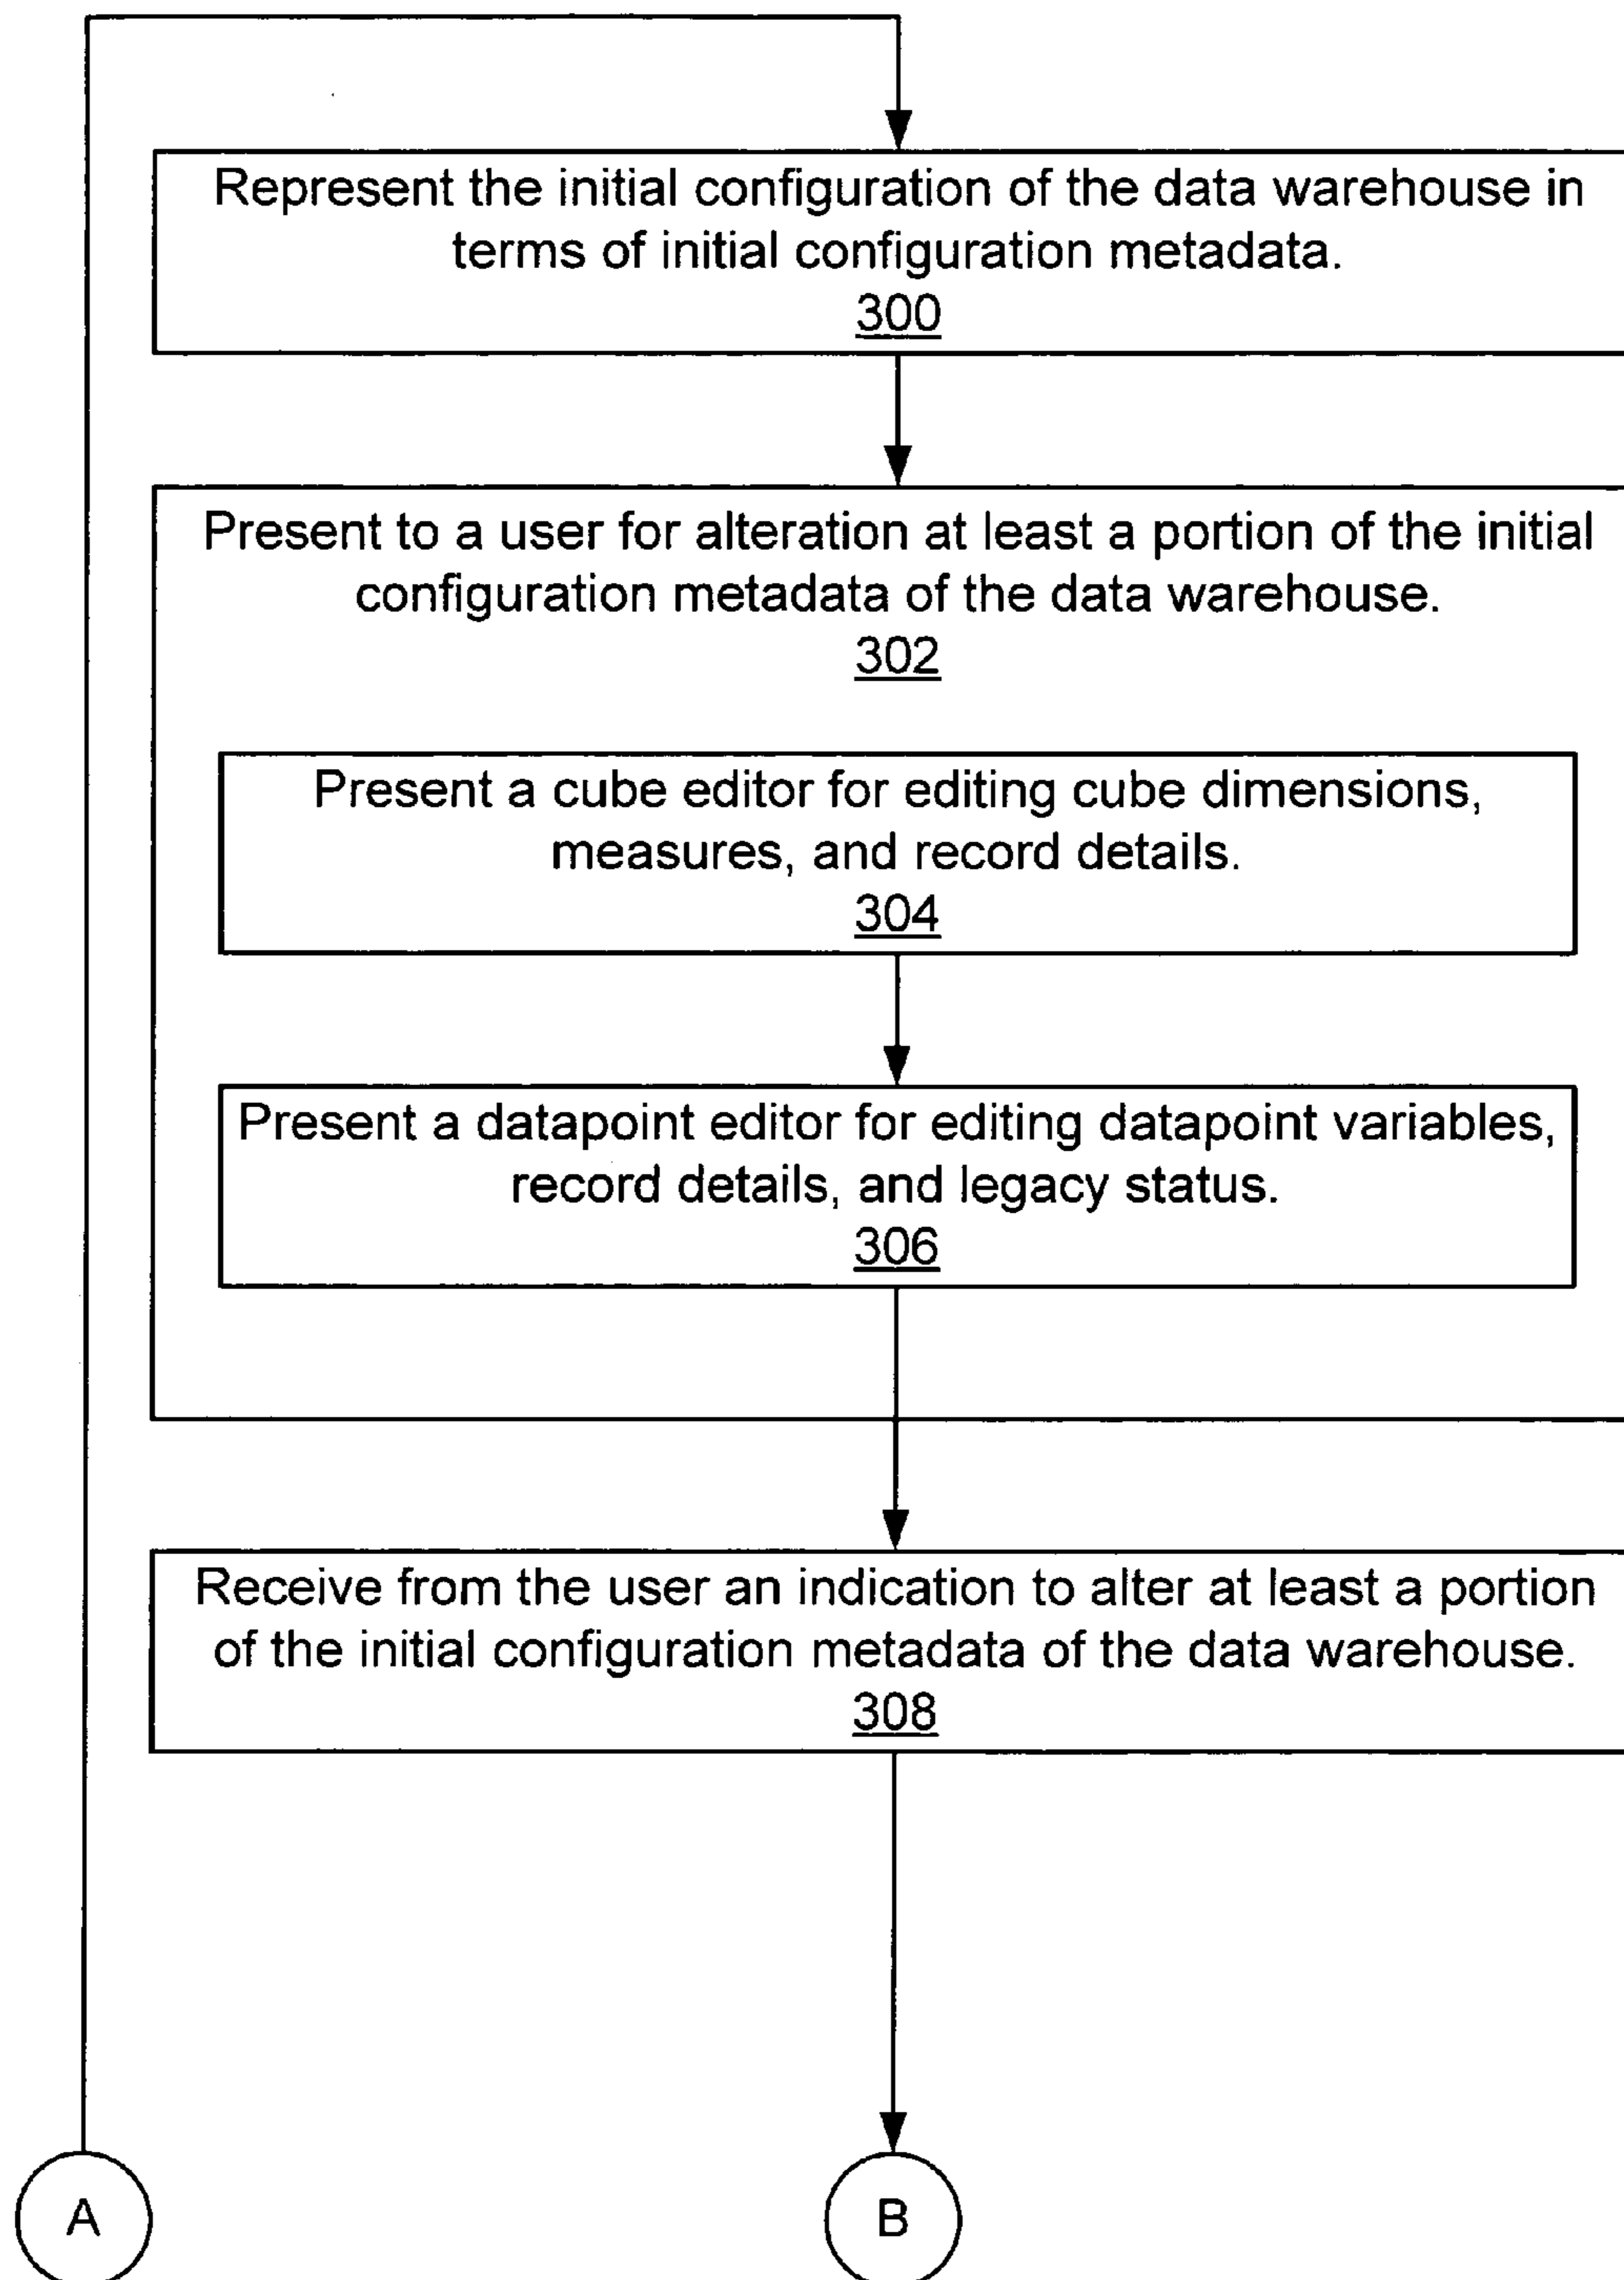 Represent the initial configuration of the data warehouse in
terms of initial configuration metadata.
300
Present to a user for alteration at least a portion of the initial
configuration metadata of the data warehouse.
302
Present a cube editor for editing cube dimensions,
measures, and record details.
304
Present a datapoint editor for editing datapoint variables,
record details, and legacy status.
306
Receive from the user an indication to alter at least a portion
of the initial configuration metadata of the data warehouse.
308
A
B